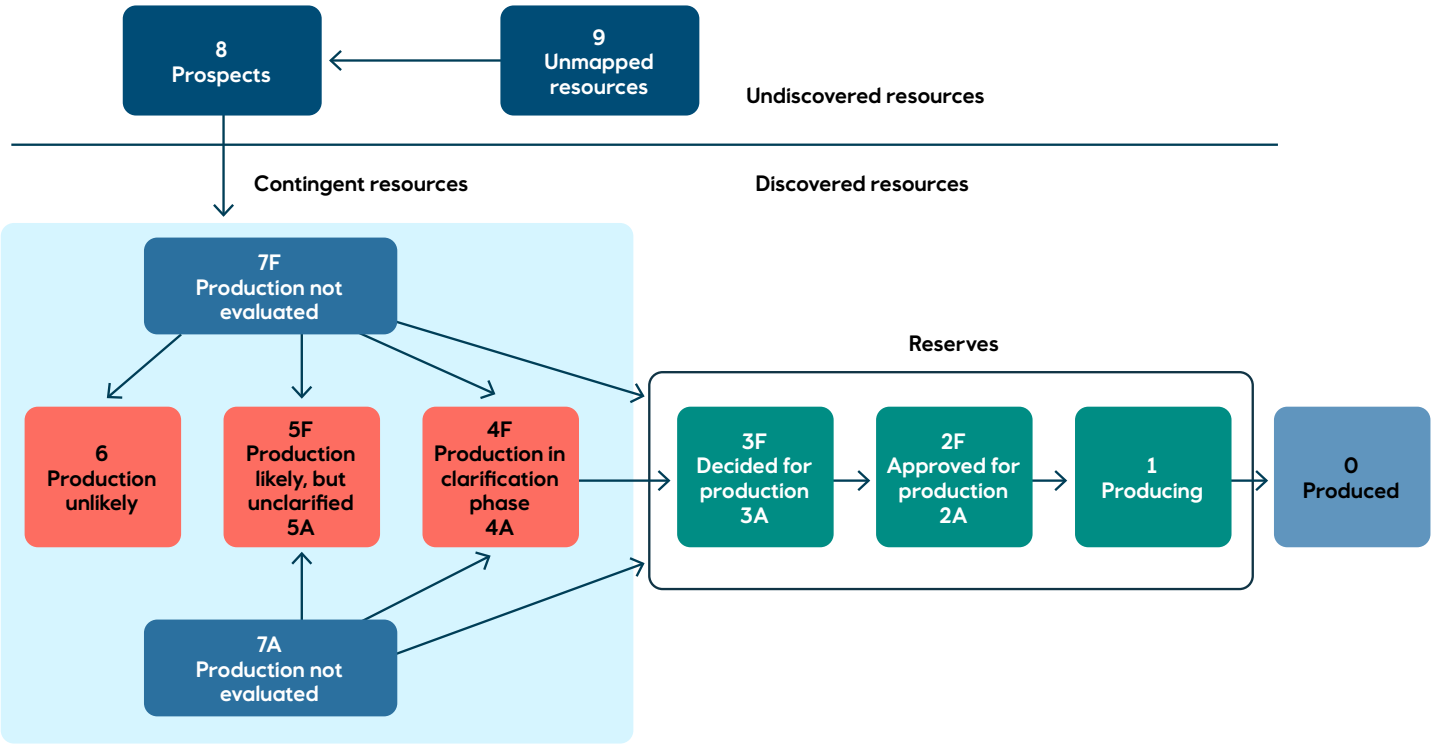 8
Prospects
9
Unmapped
resources
Undiscovered resources
Contingent resources
Discovered resources
7F
Production not
evaluated
Reserves
6
Production
unlikely
5F
Production
likely, but
unclarified
5A
4F
Production in
clarification
phase
4A
3F
Decided for
production
3A
2F
Approved for
production
2A
1
Producing
0
Produced
7A
Production not
evaluated